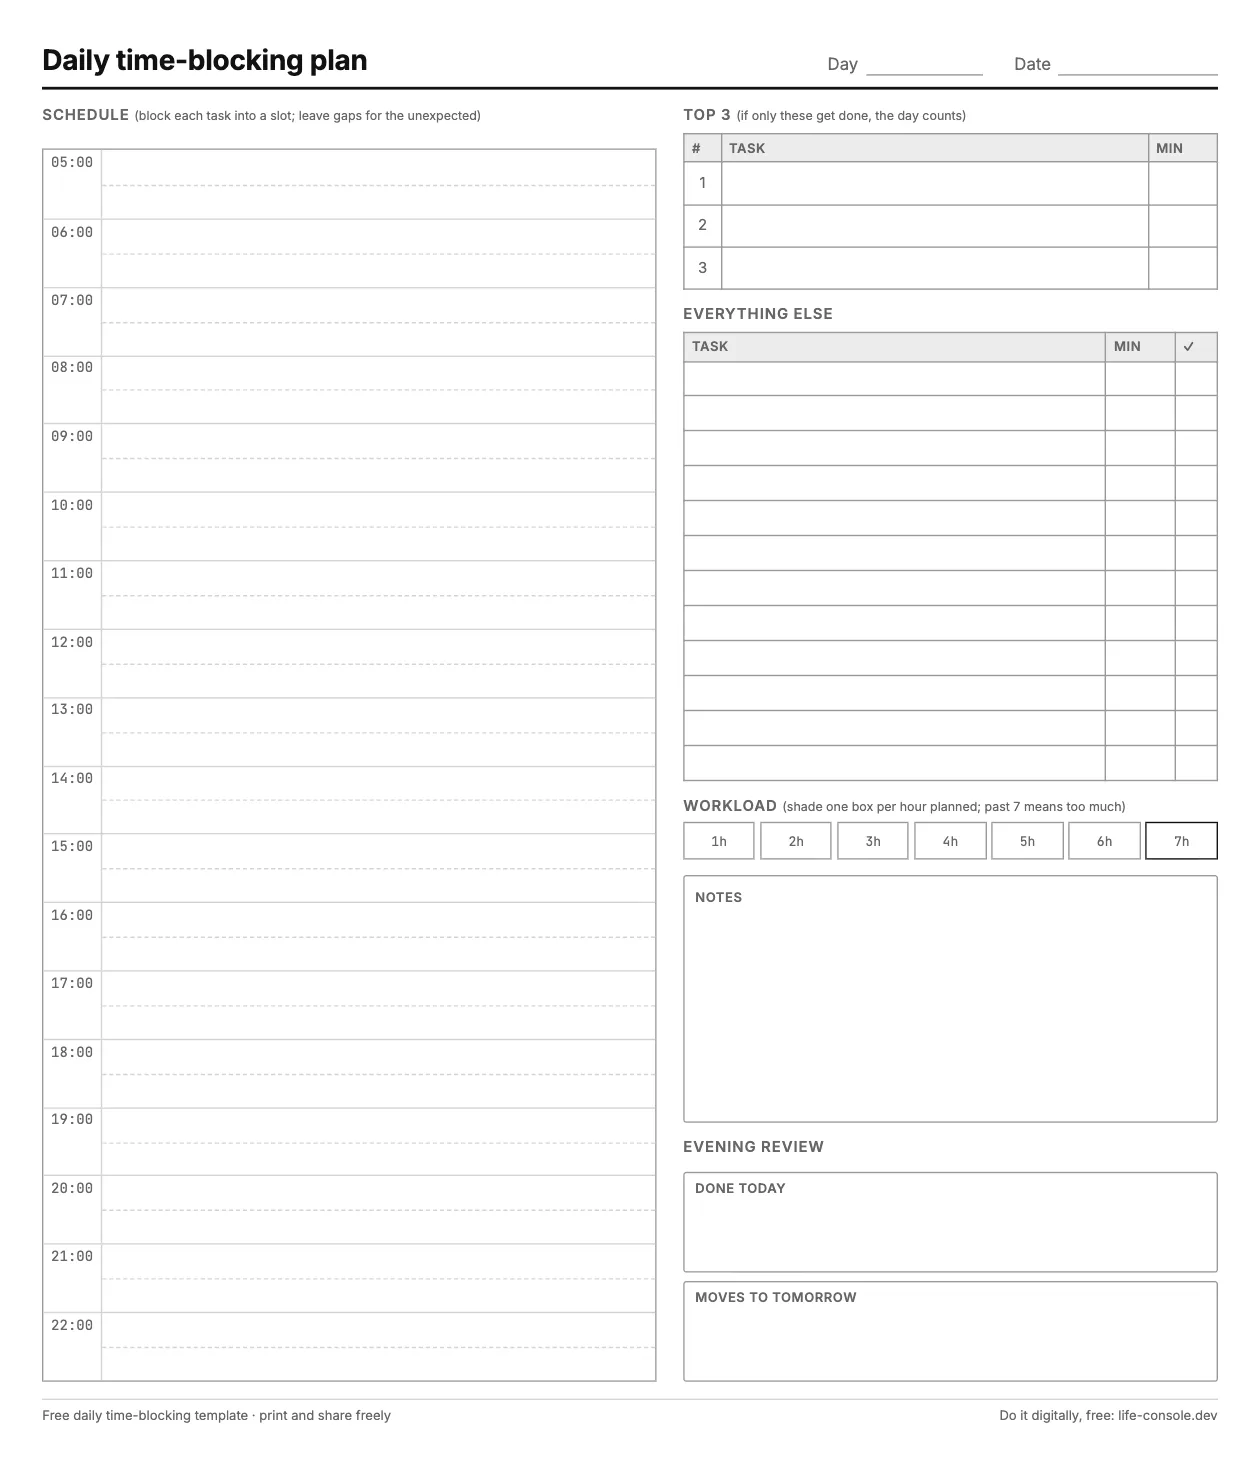 Daily time-blocking plan
Day
Date
SCHEDULE (block each task into a slot; leave gaps for the unexpected)
05:00
06:00
07:00
08:00
09:00
10:00
11:00
12:00
13:00
14:00
15:00
16:00
17:00
18:00
19:00
20:00
21:00
22:00
TOP 3 (if only these get done, the day counts)
# TASK MIN
1
2
3
EVERYTHING ELSE
TASK MIN ✓
WORKLOAD (shade one box per hour planned; past 7 means too much)
1h 2h 3h 4h 5h 6h 7h
NOTES
EVENING REVIEW
DONE TODAY
MOVES TO TOMORROW
Free daily time-blocking template · print and share freely
Do it digitally, free: life-console.dev